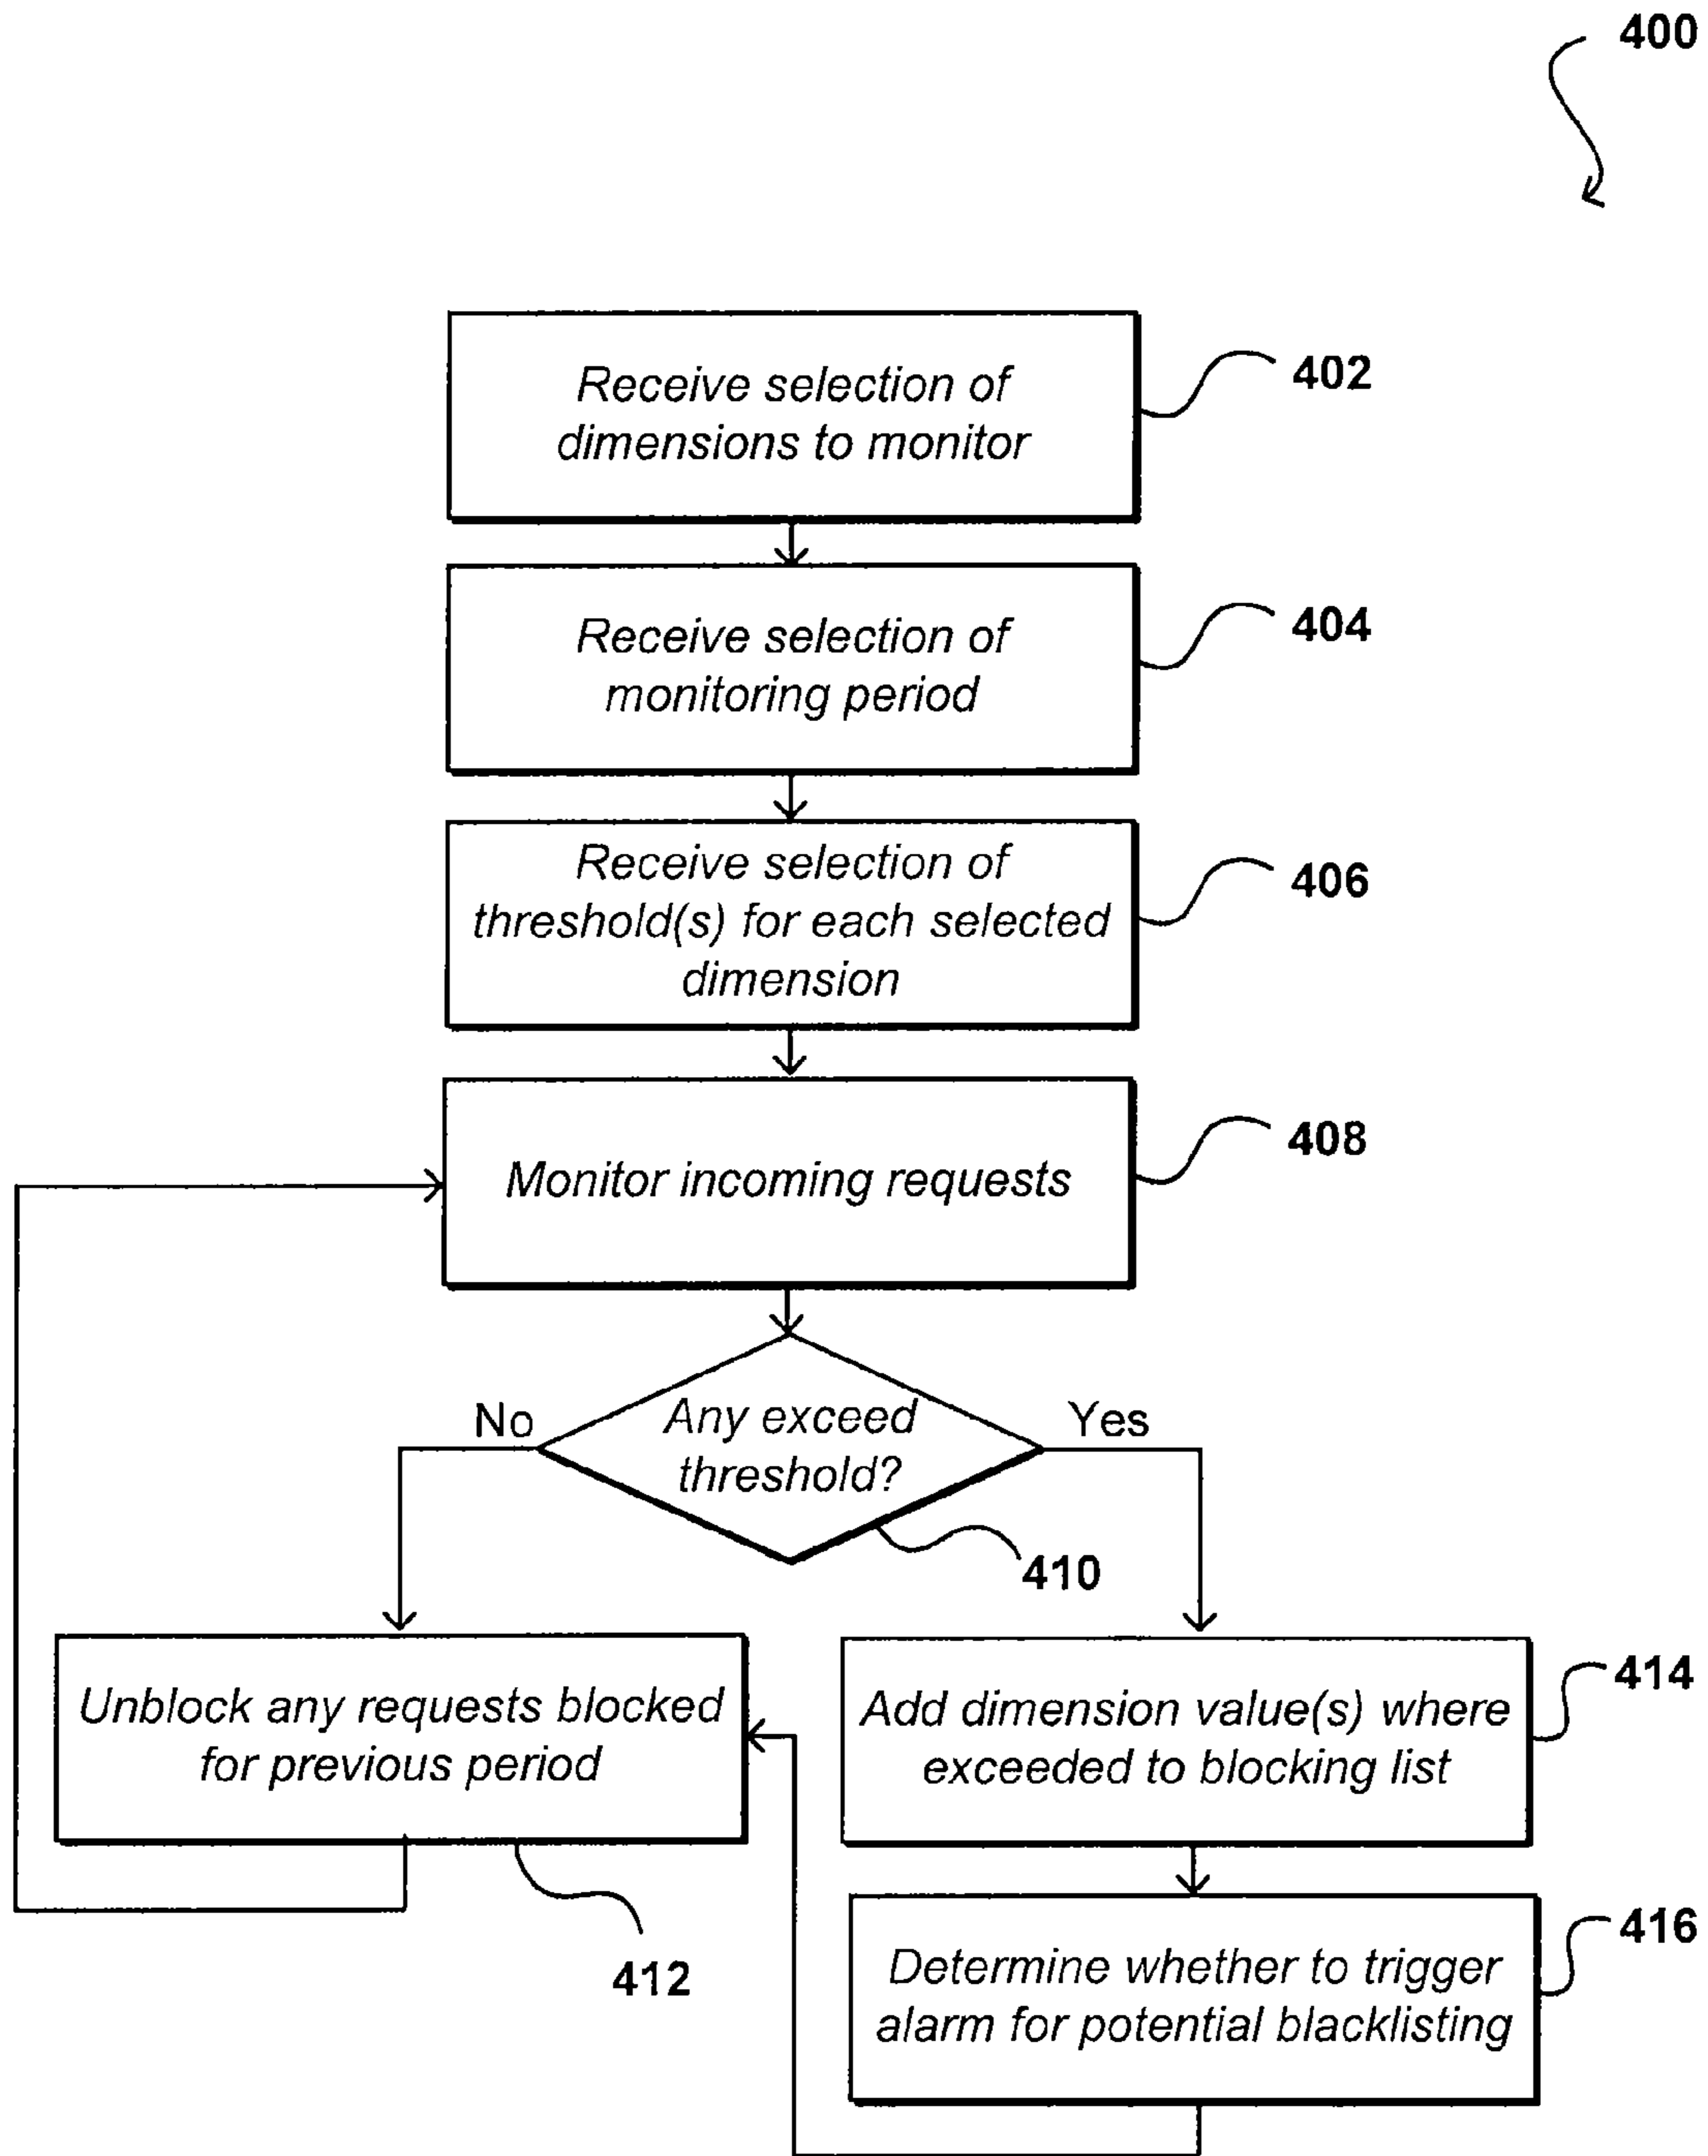 400
Receive selection of
dimensions to monitor
402
Receive selection of
monitoring period
404
Receive selection of
threshold(s) for each selected
dimension
406
Monitor incoming requests
408
No
Any exceed
threshold?
Yes
410
Unblock any requests blocked
for previous period
412
Add dimension value(s) where
exceeded to blocking list
414
Determine whether to trigger
alarm for potential blacklisting
416